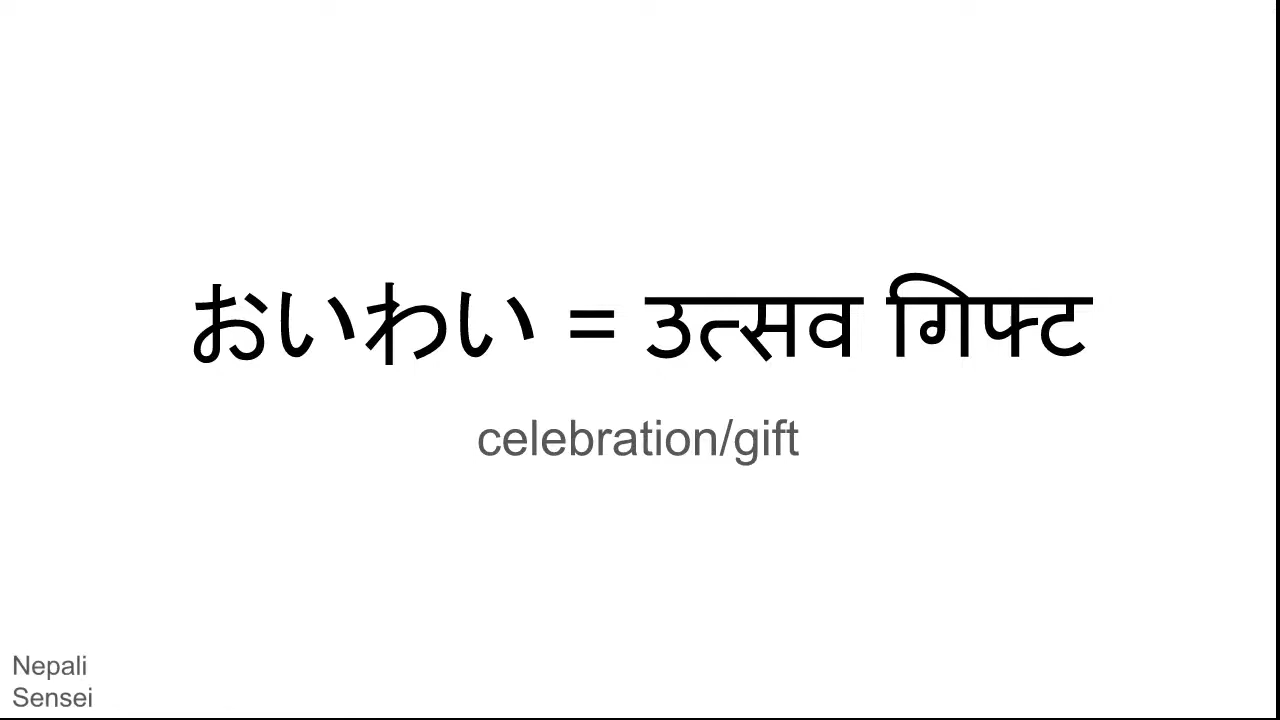 おいわい = उत्सव गिफ्ट
celebration/gift
Nepali
Sensei